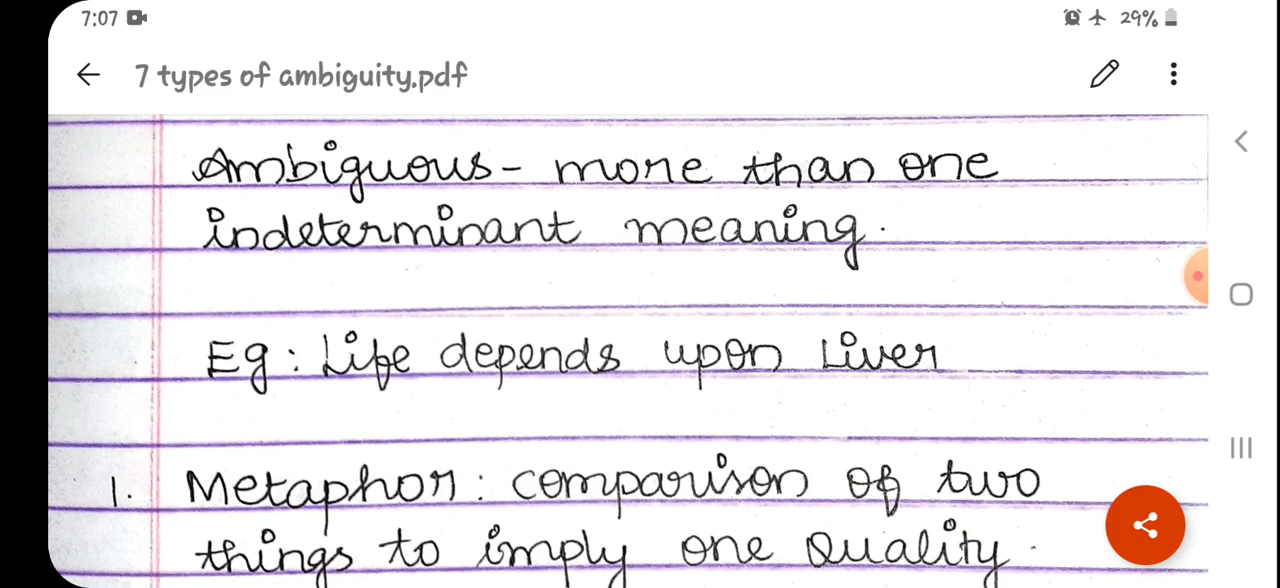 7:07
29%
7 types of ambiguity.pdf
Ambiguous - more than one
indeterminant meaning.
Eg : Life depends upon Liver
1. Metaphor : comparison of two
things to imply one quality.